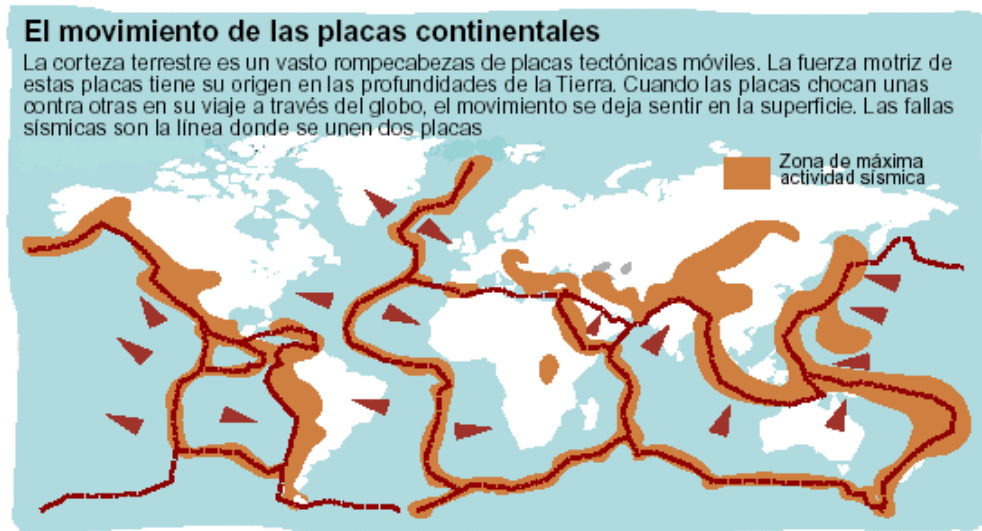 El movimiento de las placas continentales
La corteza terrestre es un vasto rompecabezas de placas tectónicas móviles. La fuerza motriz de
estas placas tiene su origen en las profundidades de la Tierra. Cuando las placas chocan unas
contra otras en su viaje a través del globo, el movimiento se deja sentir en la superficie. Las fallas
sísmicas son la línea donde se unen dos placas
Zona de máxima
actividad sísmica